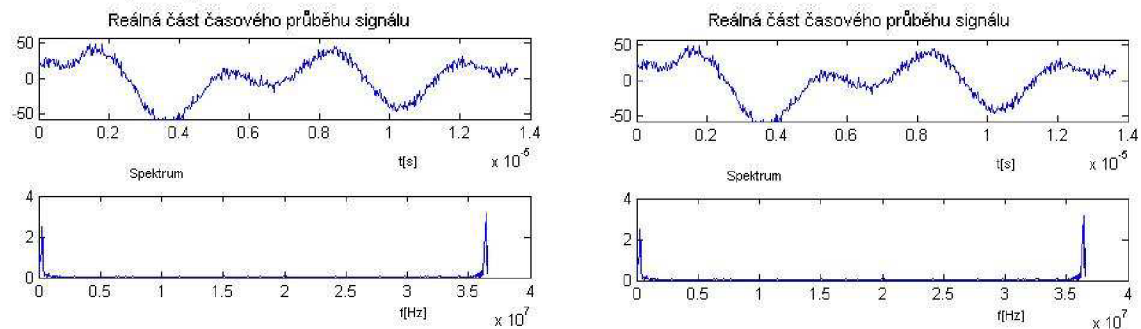 Reálná část časového průběhu signálu
50
0
-50
0 0.2 0.4 0.6 0.8 1 1.2 1.4
t[s]
x 10^-5
Spektrum
4
2
0
0 0.5 1 1.5 2 2.5 3 3.5 4
f[Hz]
x 10^7
Reálná část časového průběhu signálu
50
0
-50
0 0.2 0.4 0.6 0.8 1 1.2 1.4
t[s]
x 10^-5
Spektrum
4
2
0
0 0.5 1 1.5 2 2.5 3 3.5 4
f[Hz]
x 10^7